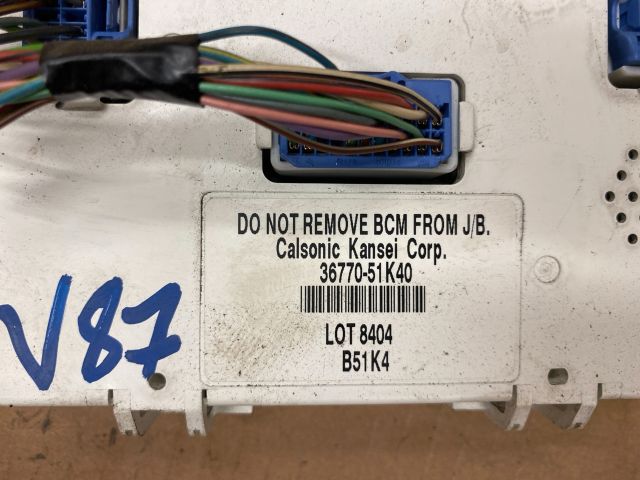 DO NOT REMOVE BCM FROM J/B.
Calsonic Kansei Corp.
36770-51K40
LOT 8404
B51K4
V87